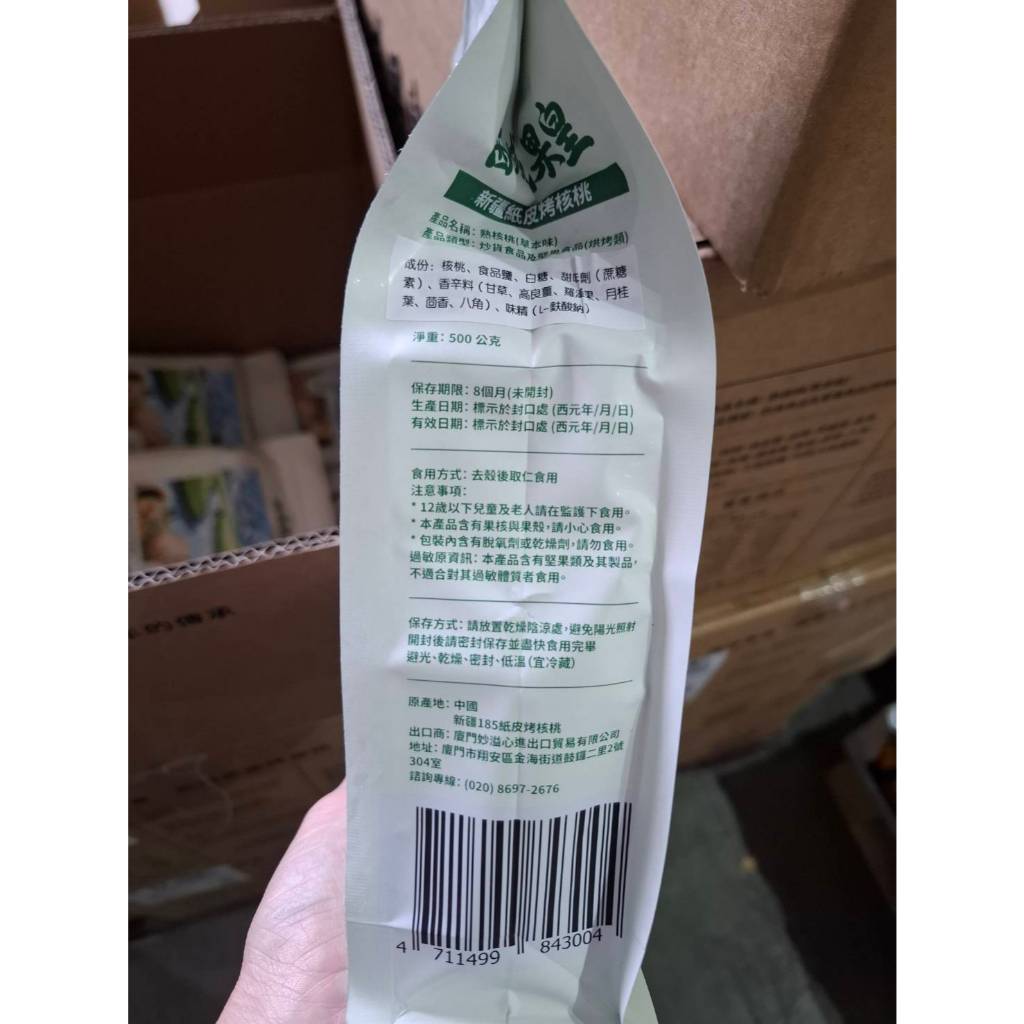 果皇
新疆紙皮烤核桃
產品名稱: 熟核桃(草本味)
產品類型: 炒貨食品及堅果食品(烘烤類)
成份: 核桃、食品鹽、白糖、甜味劑 (蔗糖
素) 、香辛料 (甘草、高良薑、羅漢果、月桂
葉、茴香、八角) 、味精 (L-麩酸鈉)
淨重: 500 公克
保存期限: 8個月(未開封)
生產日期: 標示於封口處 (西元年/月/日)
有效日期: 標示於封口處 (西元年/月/日)
食用方式: 去殼後取仁食用
注意事項:
* 12歲以下兒童及老人請在監護下食用。
* 本產品含有果核與果殼,請小心食用。
* 包裝內含有脫氧劑或乾燥劑,請勿食用。
過敏原資訊: 本產品含有堅果類及其製品,
不適合對其過敏體質者食用。
保存方式: 請放置乾燥陰涼處,避免陽光照射
開封後請密封保存並盡快食用完畢
避光、乾燥、密封、低溫(宜冷藏)
原產地: 中國
新疆185紙皮烤核桃
出口商: 廈門妙溢心進出口貿易有限公司
地址: 廈門市翔安區金海街道鼓鑼二里2號
304室
諮詢專線: (020) 8697-2676
4 711499 843004
的傳承